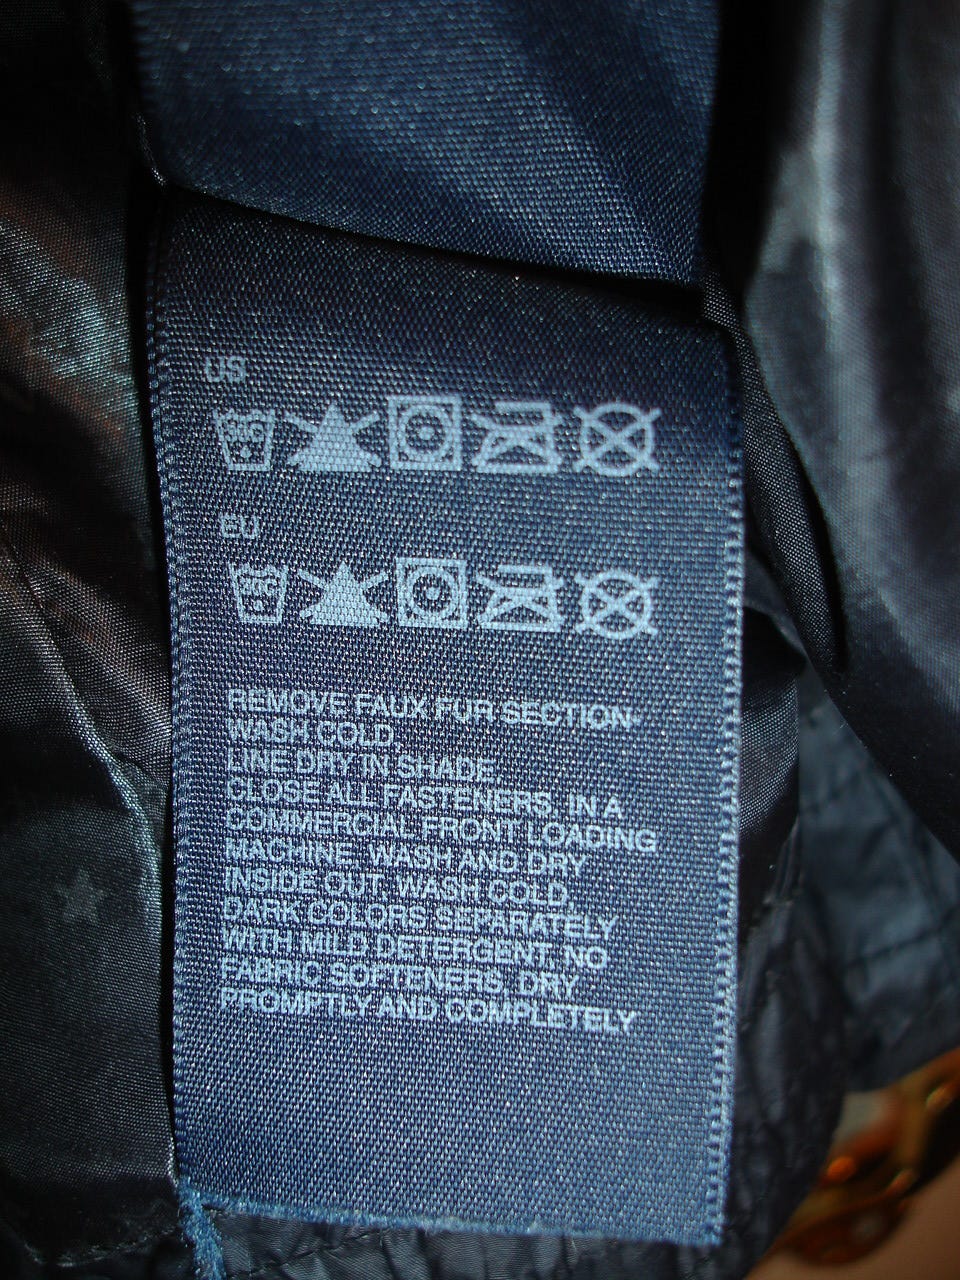 US
EU
REMOVE FAUX FUR SECTION-
WASH COLD,
LINE DRY IN SHADE.
CLOSE ALL FASTENERS. IN A
COMMERCIAL FRONT LOADING
MACHINE, WASH AND DRY
INSIDE OUT. WASH COLD,
DARK COLORS SEPARATELY
WITH MILD DETERGENT, NO
FABRIC SOFTENERS, DRY
PROMPTLY AND COMPLETELY